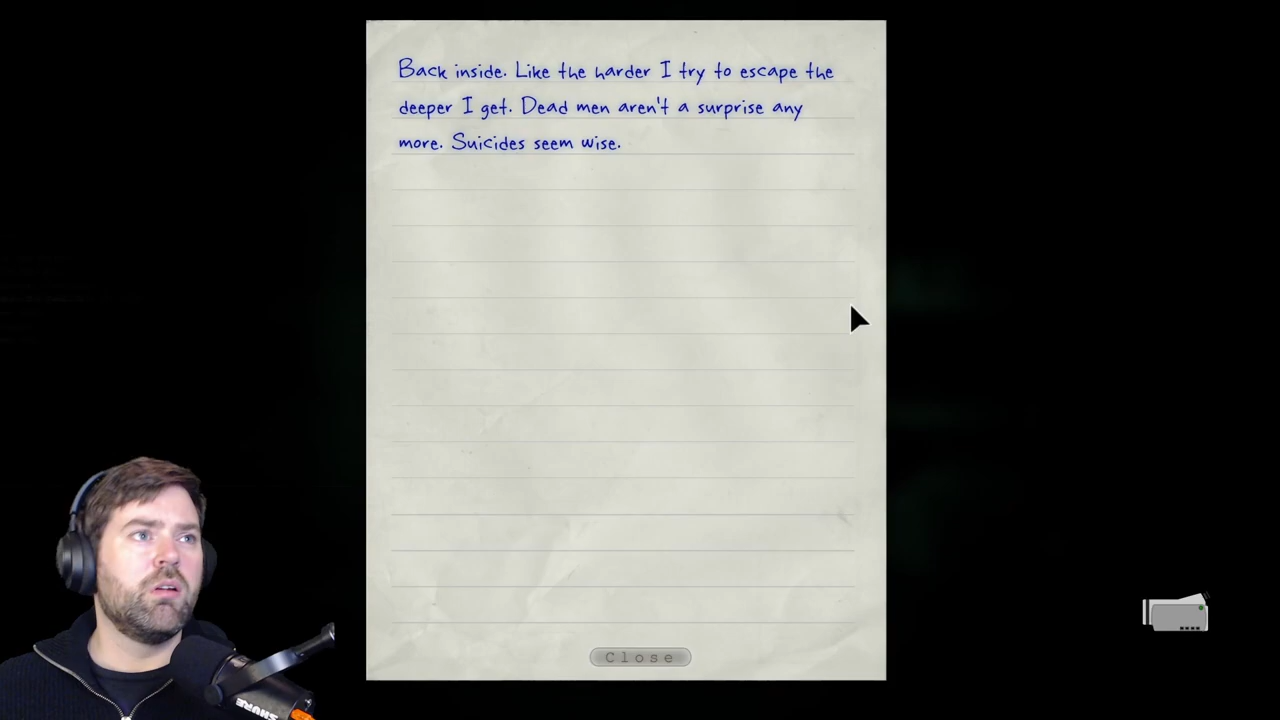 Back inside. Like the harder I try to escape the
deeper I get. Dead men aren't a surprise any
more. Suicides seem wise.
Close
SHURE